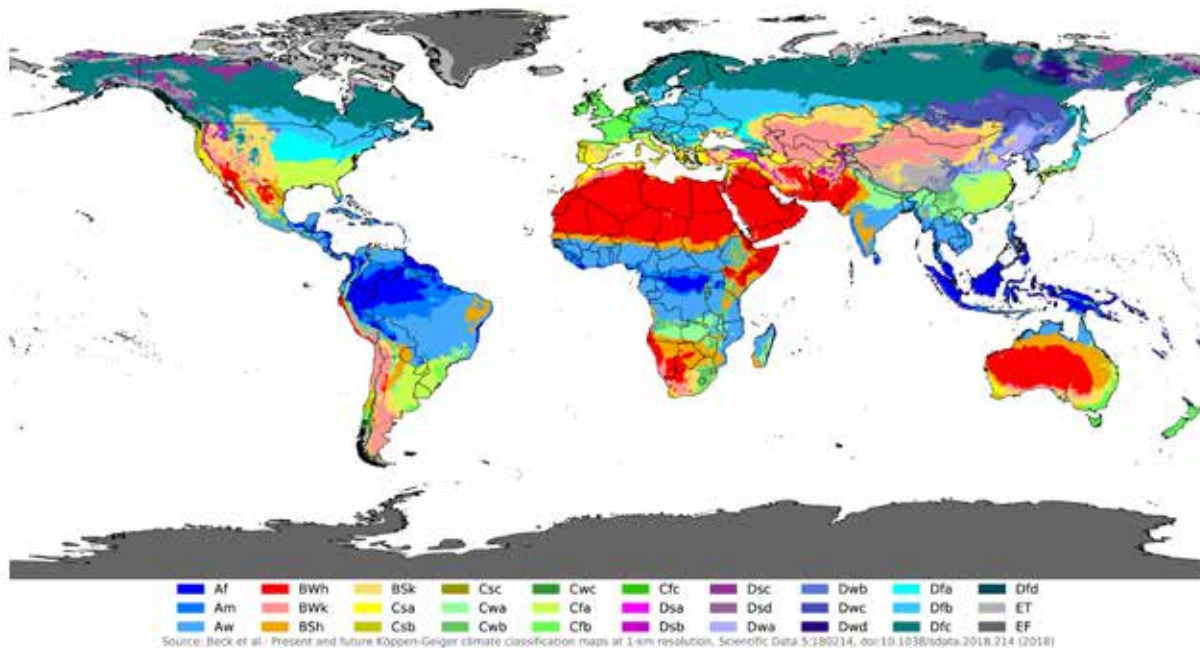 Af BWh BSk Csc Cwc Cfc Dsc Dwb Dfa Dfd
Am BWk Csa Cwa Cfa Dsa Dsd Dwc Dfb ET
Aw BSh Csb Cwb Cfb Dsb Dwa Dwd Dfc EF
Source: Beck et al.: Present and future Köppen-Geiger climate classification maps at 1-km resolution, Scientific Data 5:180214, doi:10.1038/sdata.2018.214 (2018)